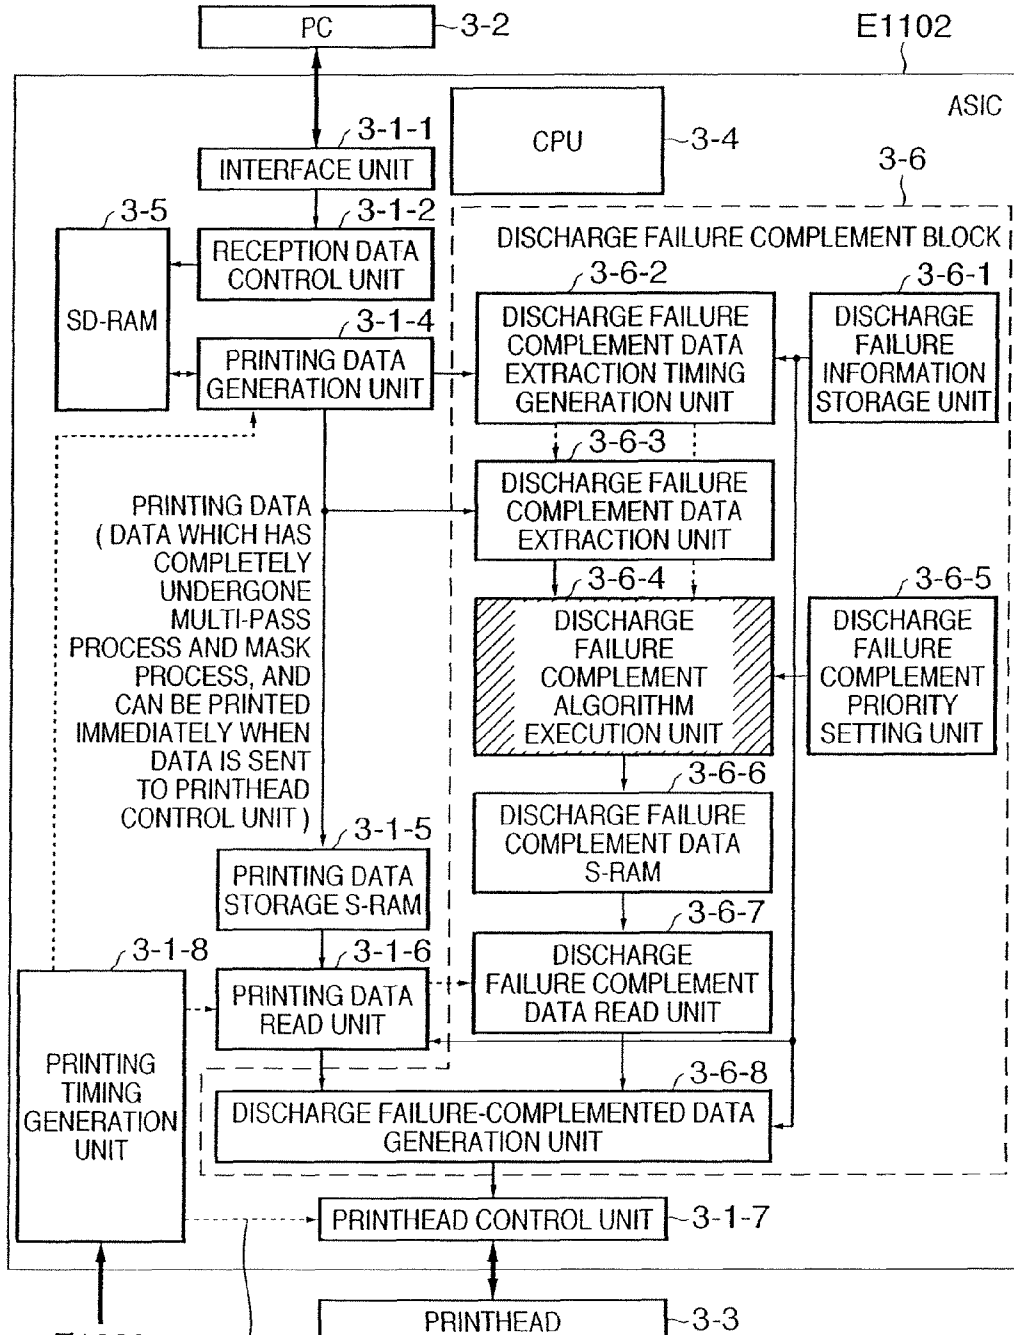 PC
3-2
E1102
ASIC
CPU
3-4
3-1-1
INTERFACE UNIT
3-6
3-5
3-1-2
RECEPTION DATA
CONTROL UNIT
DISCHARGE FAILURE COMPLEMENT BLOCK
SD-RAM
3-1-4
PRINTING DATA
GENERATION UNIT
3-6-2
DISCHARGE FAILURE
COMPLEMENT DATA
EXTRACTION TIMING
GENERATION UNIT
3-6-1
DISCHARGE
FAILURE
INFORMATION
STORAGE UNIT
3-6-3
DISCHARGE FAILURE
COMPLEMENT DATA
EXTRACTION UNIT
PRINTING DATA
( DATA WHICH HAS
COMPLETELY
UNDERGONE
MULTI-PASS
PROCESS AND MASK
PROCESS, AND
CAN BE PRINTED
IMMEDIATELY WHEN
DATA IS SENT
TO PRINTHEAD
CONTROL UNIT )
3-6-4
DISCHARGE
FAILURE
COMPLEMENT
ALGORITHM
EXECUTION UNIT
3-6-5
DISCHARGE
FAILURE
COMPLEMENT
PRIORITY
SETTING UNIT
3-6-6
DISCHARGE FAILURE
COMPLEMENT DATA
S-RAM
3-1-5
PRINTING DATA
STORAGE S-RAM
3-6-7
DISCHARGE
FAILURE COMPLEMENT
DATA READ UNIT
3-1-8
PRINTING
TIMING
GENERATION
UNIT
3-1-6
PRINTING DATA
READ UNIT
3-6-8
DISCHARGE FAILURE-COMPLEMENTED DATA
GENERATION UNIT
PRINTHEAD CONTROL UNIT
3-1-7
PRINTHEAD
3-3